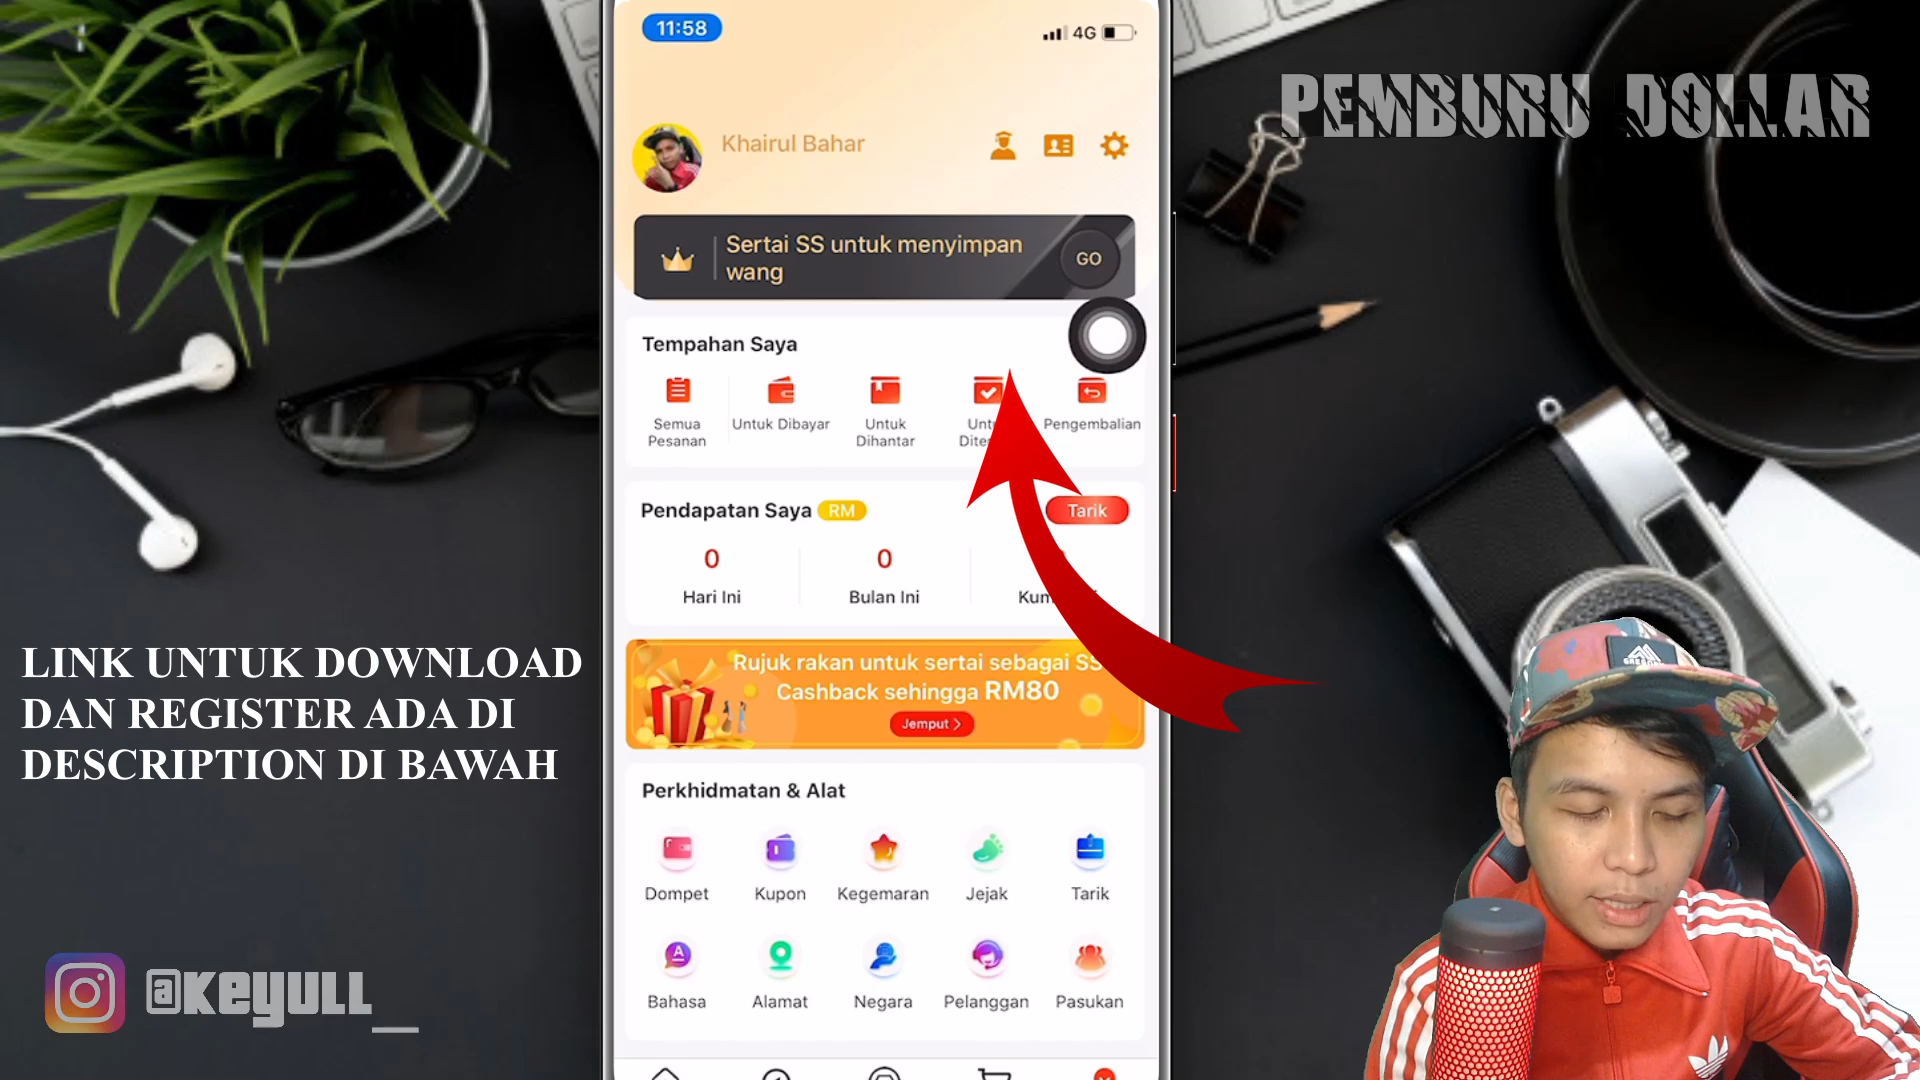 11:58
4G
PEMBURU DOLLAR
Khairul Bahar
Sertai SS untuk menyimpan
wang
GO
Tempahan Saya
Semua
Pesanan
Untuk Dibayar
Untuk
Dihantar
Pengembalian
Pendapatan Saya RM
Tarik
0
0
Hari Ini
Bulan Ini
Rujuk rakan untuk sertai sebagai SS
Cashback sehingga RM80
Jemput >
LINK UNTUK DOWNLOAD
DAN REGISTER ADA DI
DESCRIPTION DI BAWAH
Perkhidmatan & Alat
Dompet
Kupon
Kegemaran
Jejak
Tarik
Bahasa
Alamat
Negara
Pelanggan
Pasukan
@KEYULL_